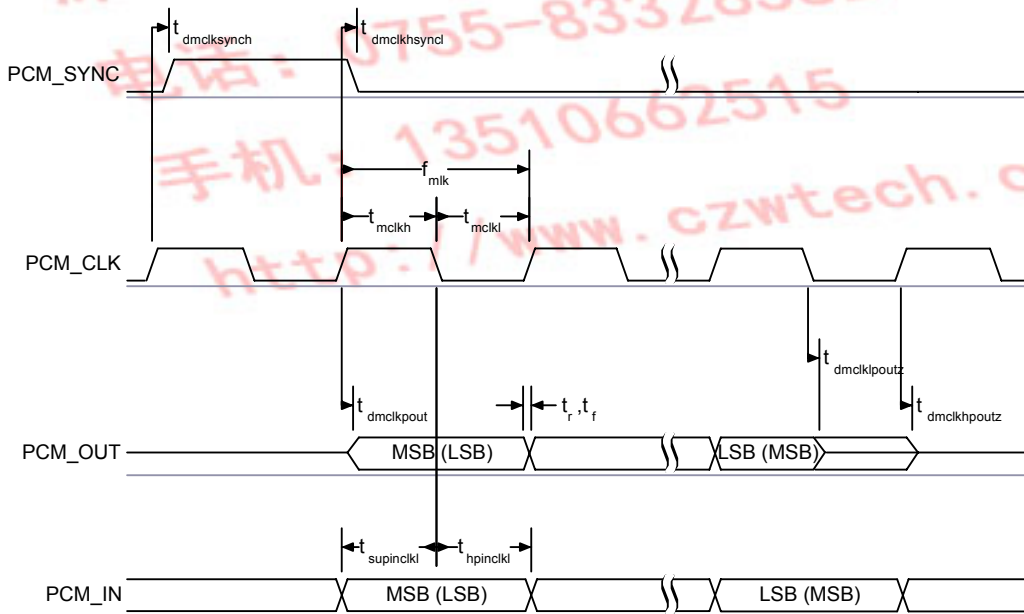 电话：0755-83328
t dmclksynch
t dmclkhsyncl
PCM_SYNC
手机：13510662515
f mlk
t mclkh
t mclkl
http://www.czwtech.c
PCM_CLK
t dmclklpoutz
t dmclkpout
t r ,t f
t dmclkhpoutz
PCM_OUT
MSB (LSB)
LSB (MSB)
t supinclkl
t hpinclkl
PCM_IN
MSB (LSB)
LSB (MSB)